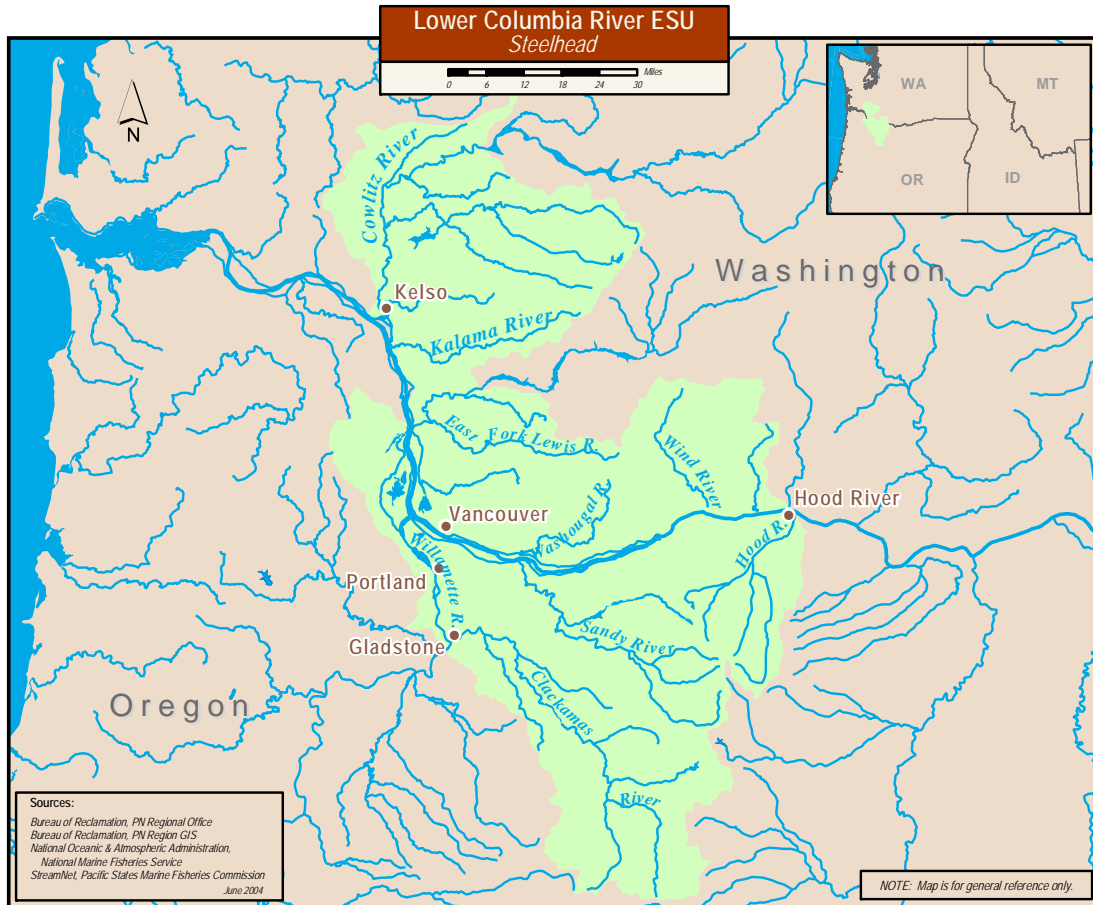 Lower Columbia River ESU
Steelhead
0 6 12 18 24 30 Miles
N
WA
MT
OR
ID
Cowlitz River
Washington
Kelso
Kalama River
East Fork Lewis R.
Wind River
Hood River
Washougal R.
Vancouver
Hood R.
Willamette R.
Portland
Sandy River
Gladstone
Clackamas
River
Oregon
Sources:
Bureau of Reclamation, PN Regional Office
Bureau of Reclamation, PN Region GIS
National Oceanic & Atmospheric Administration,
National Marine Fisheries Service
StreamNet, Pacific States Marine Fisheries Commission
June 2004
NOTE: Map is for general reference only.